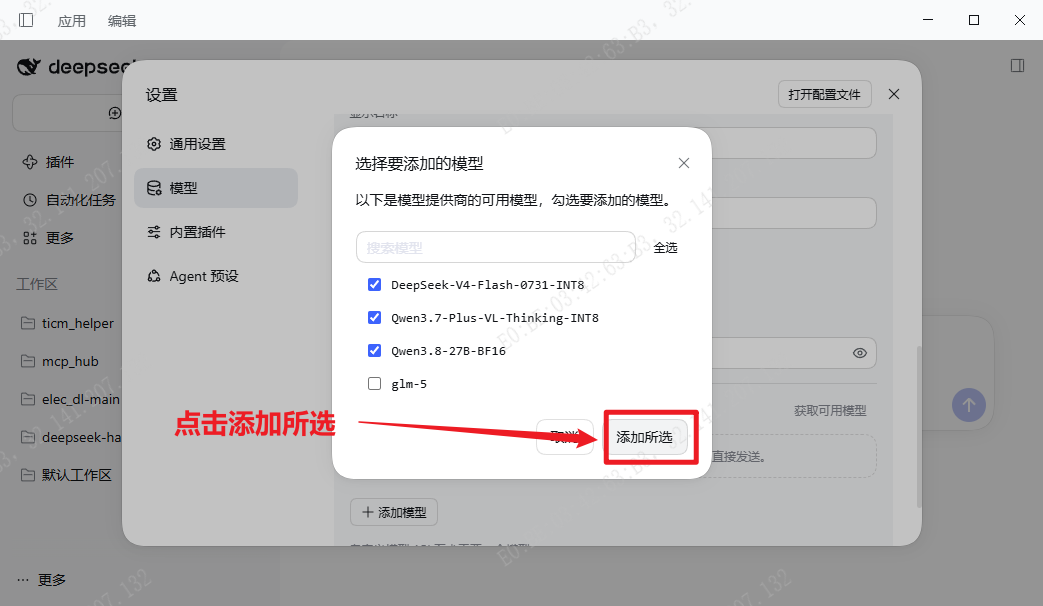 应用 编辑
deepseek
设置
打开配置文件
插件
自动化任务
更多
工作区
ticm_helper
mcp_hub
elec_dl-main
deepseek-ha
默认工作区
更多
通用设置
模型
内置插件
Agent 预设
显示名称
选择要添加的模型
以下是模型提供商的可用模型，勾选要添加的模型。
搜索模型
全选
DeepSeek-V4-Flash-0731-INT8
Qwen3.7-Plus-VL-Thinking-INT8
Qwen3.8-27B-BF16
glm-5
点击添加所选
取消
添加所选
获取可用模型
直接发送。
添加模型